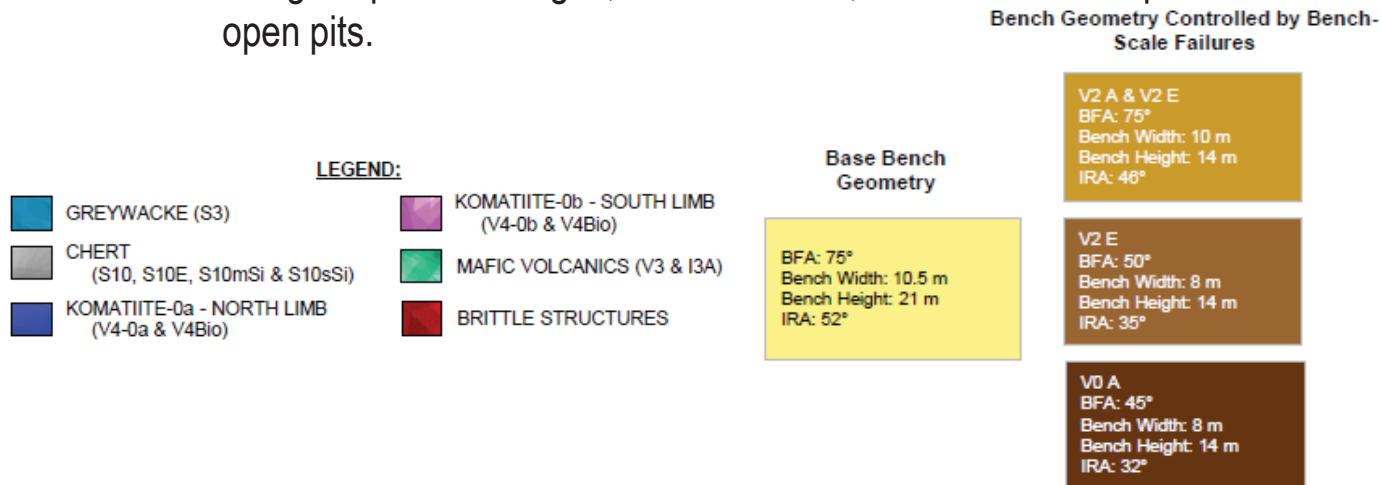 open pits.
Bench Geometry Controlled by Bench-
Scale Failures
LEGEND:
GREYWACKE (S3)
CHERT
(S10, S10E, S10mSi & S10sSi)
KOMATIITE-0a - NORTH LIMB
(V4-0a & V4Bio)
KOMATIITE-0b - SOUTH LIMB
(V4-0b & V4Bio)
MAFIC VOLCANICS (V3 & I3A)
BRITTLE STRUCTURES
Base Bench
Geometry
BFA: 75°
Bench Width: 10.5 m
Bench Height: 21 m
IRA: 52°
V2 A & V2 E
BFA: 75°
Bench Width: 10 m
Bench Height: 14 m
IRA: 46°
V2 E
BFA: 50°
Bench Width: 8 m
Bench Height: 14 m
IRA: 35°
V0 A
BFA: 45°
Bench Width: 8 m
Bench Height: 14 m
IRA: 32°